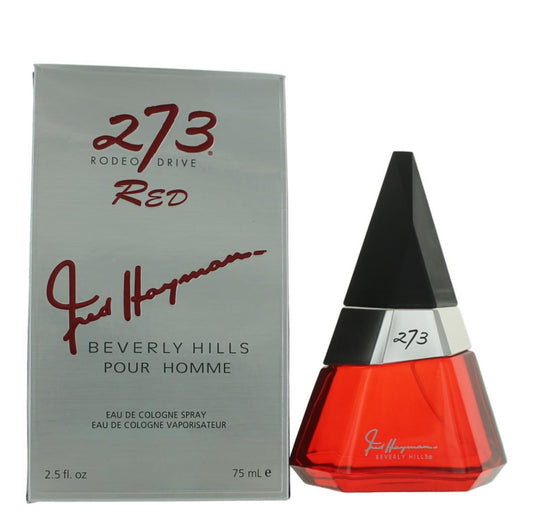 273®
RODEO DRIVE
RED
Fred Hayman
BEVERLY HILLS
POUR HOMME
EAU DE COLOGNE SPRAY
EAU DE COLOGNE VAPORISATEUR
2.5 fl. oz 75 mL e
273
Fred Hayman
BEVERLY HILLS®